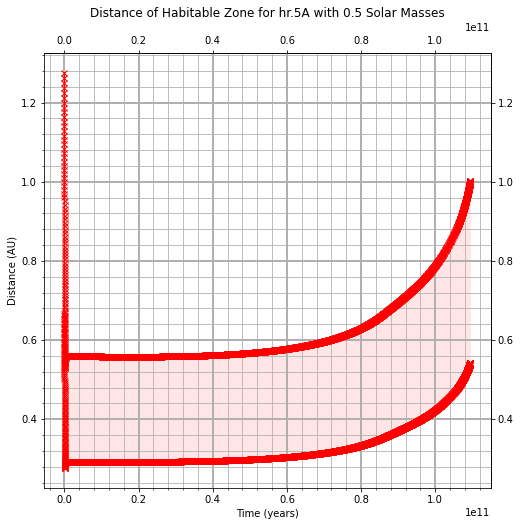 Distance of Habitable Zone for hr.5A with 0.5 Solar Masses
1e11
0.0 0.2 0.4 0.6 0.8 1.0
1.2 1.2
1.0 1.0
0.8 0.8
Distance (AU)
0.6 0.6
0.4 0.4
0.0 0.2 0.4 0.6 0.8 1.0
Time (years)
1e11